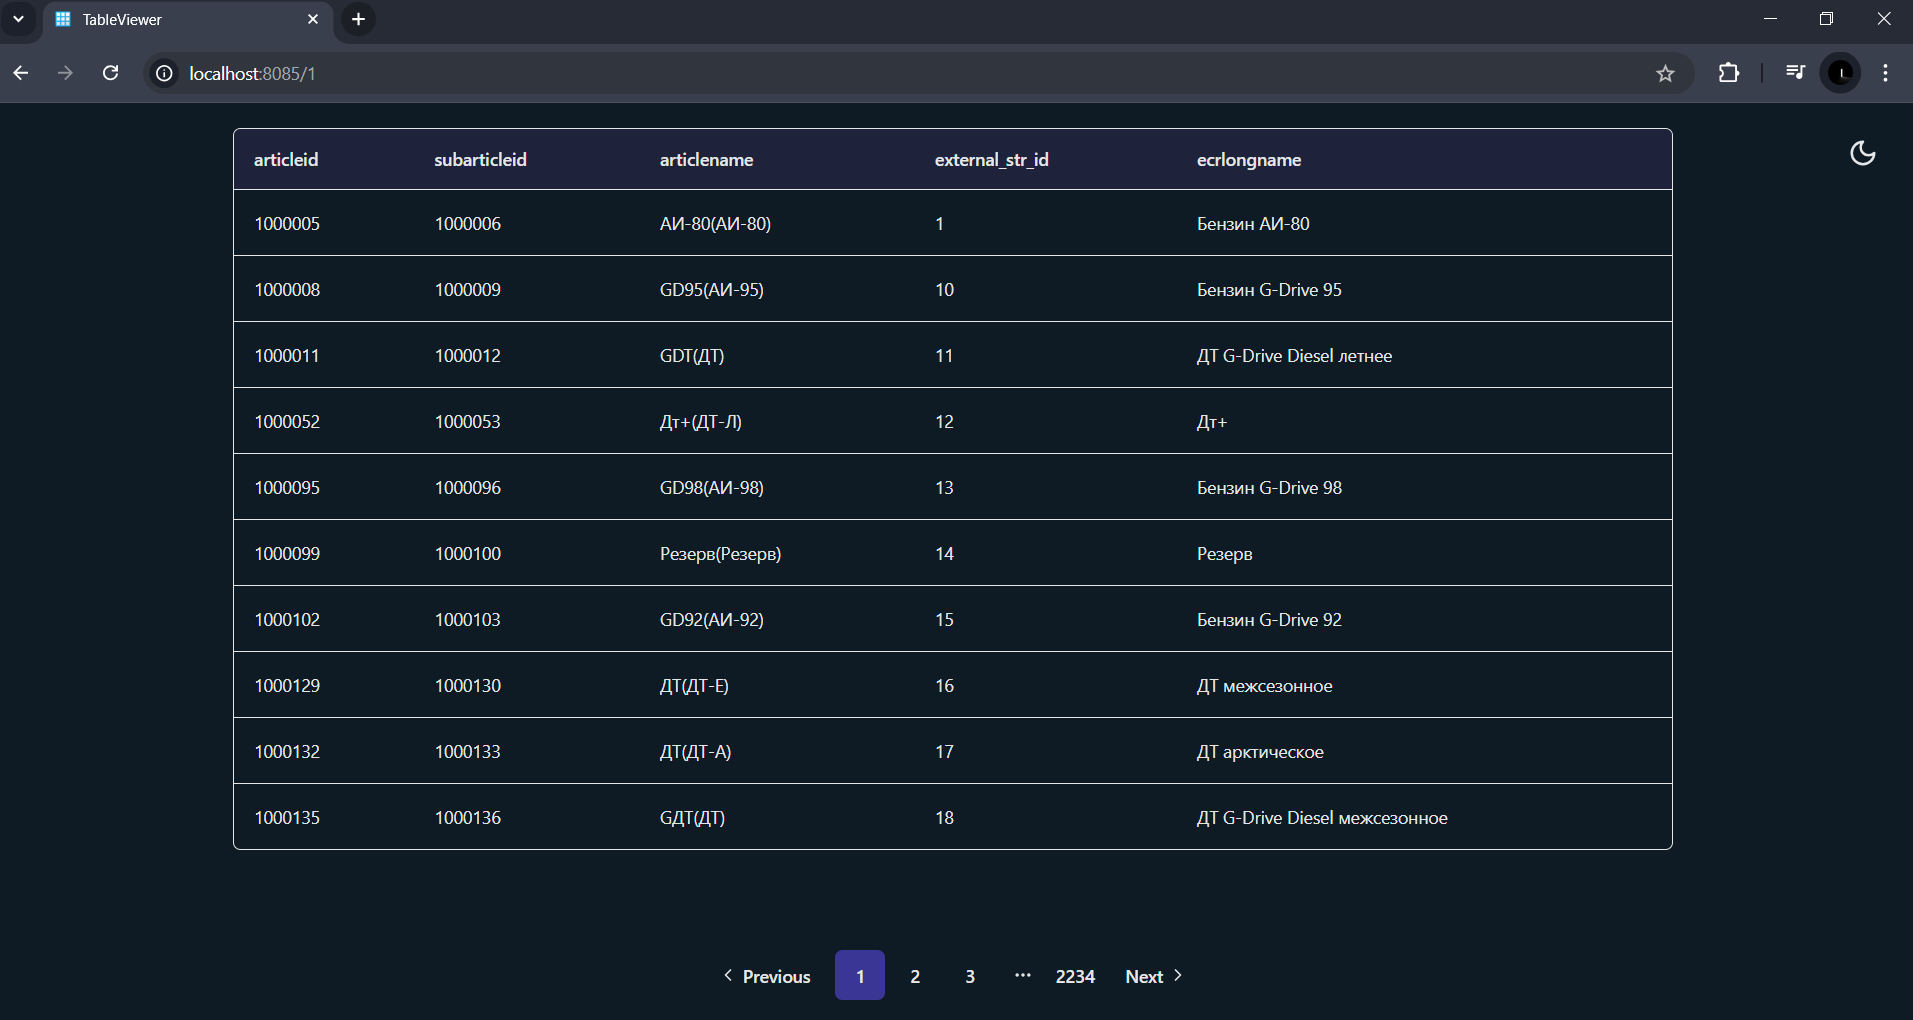 TableViewer
localhost:8085/1
articleid subarticleid articlename external_str_id ecrlongname
1000005 1000006 АИ-80(АИ-80) 1 Бензин АИ-80
1000008 1000009 GD95(АИ-95) 10 Бензин G-Drive 95
1000011 1000012 GDT(ДТ) 11 ДТ G-Drive Diesel летнее
1000052 1000053 Дт+(ДТ-Л) 12 Дт+
1000095 1000096 GD98(АИ-98) 13 Бензин G-Drive 98
1000099 1000100 Резерв(Резерв) 14 Резерв
1000102 1000103 GD92(АИ-92) 15 Бензин G-Drive 92
1000129 1000130 ДТ(ДТ-Е) 16 ДТ межсезонное
1000132 1000133 ДТ(ДТ-А) 17 ДТ арктическое
1000135 1000136 GДТ(ДТ) 18 ДТ G-Drive Diesel межсезонное
Previous 1 2 3 ... 2234 Next